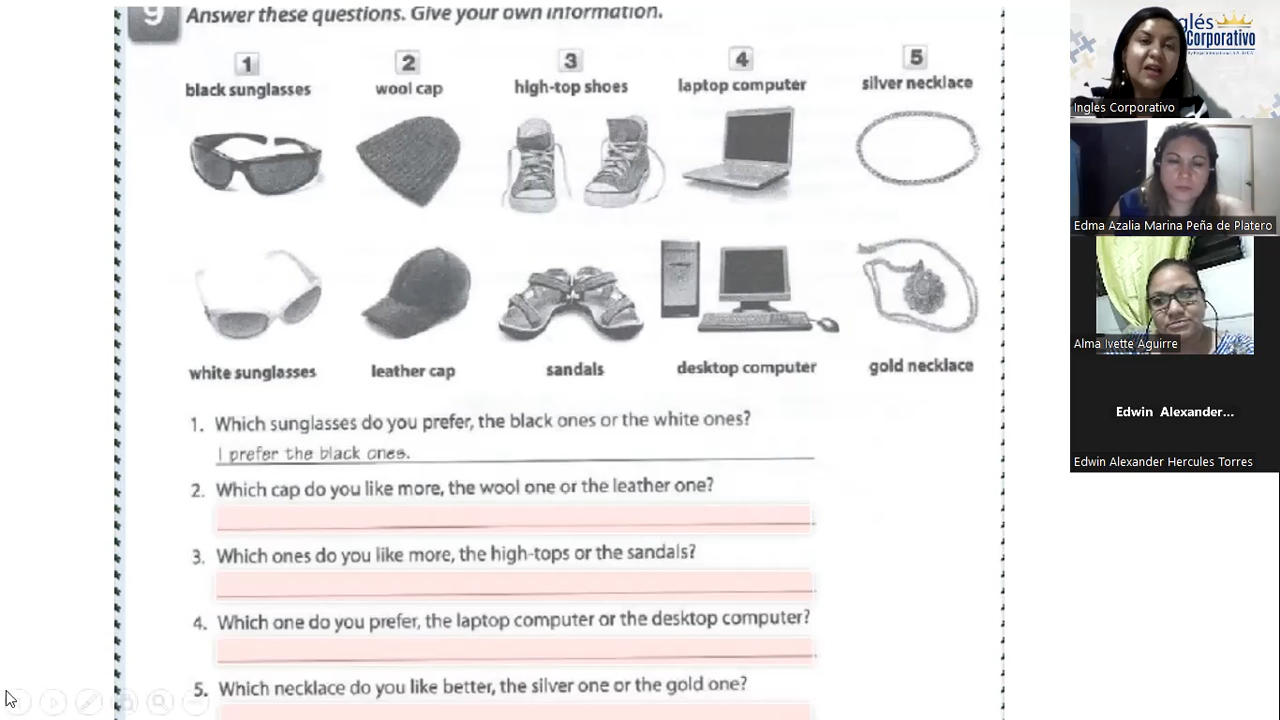 9 Answer these questions. Give your own information.
1 2 3 4 5
black sunglasses wool cap high-top shoes laptop computer silver necklace
white sunglasses leather cap sandals desktop computer gold necklace
1. Which sunglasses do you prefer, the black ones or the white ones?
I prefer the black ones.
2. Which cap do you like more, the wool one or the leather one?
3. Which ones do you like more, the high-tops or the sandals?
4. Which one do you prefer, the laptop computer or the desktop computer?
5. Which necklace do you like better, the silver one or the gold one?
Ingles Corporativo
Edma Azalia Marina Peña de Platero
Alma Ivette Aguirre
Edwin Alexander...
Edwin Alexander Hercules Torres